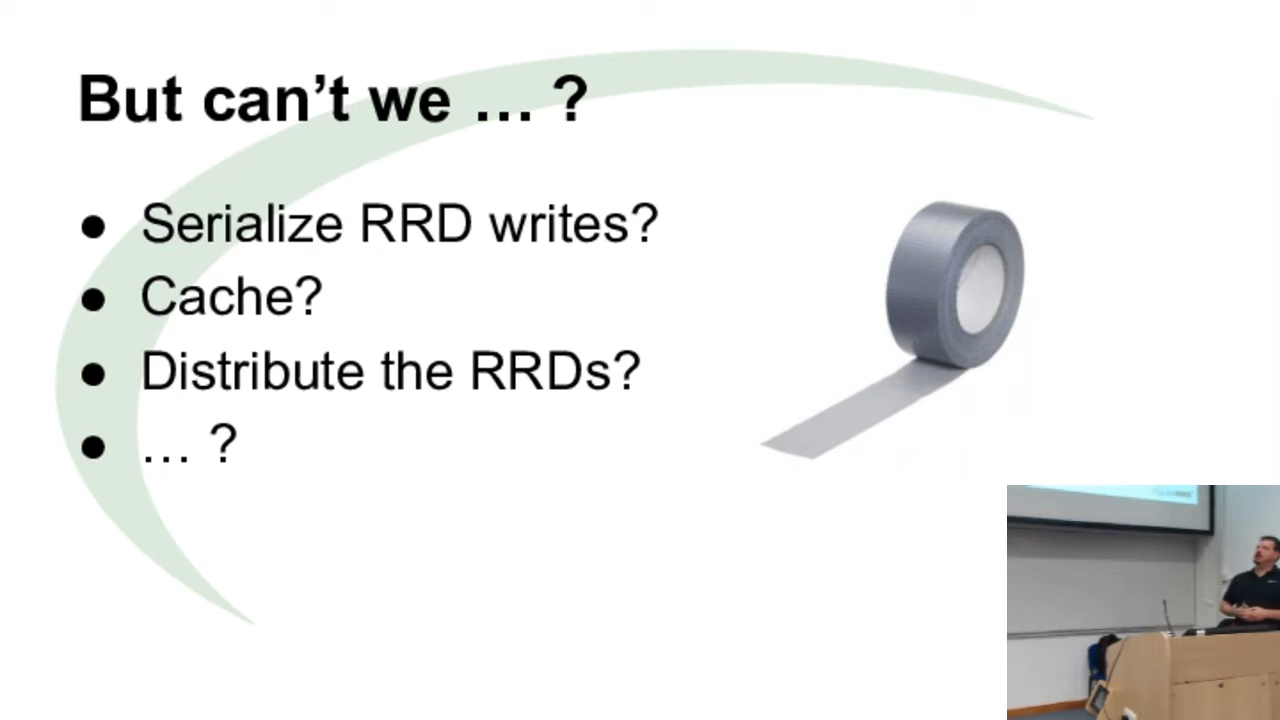 But can’t we … ?
● Serialize RRD writes?
● Cache?
● Distribute the RRDs?
● … ?